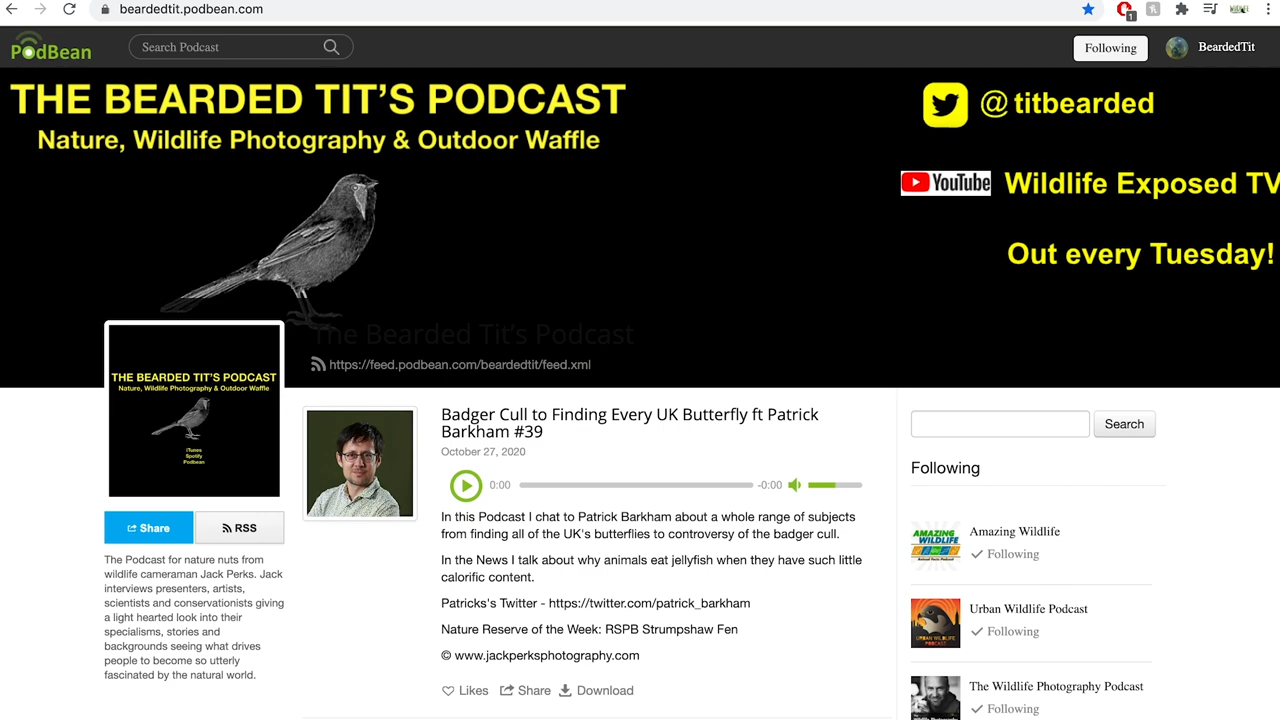 beardedtit.podbean.com
1
PodBean
Search Podcast
Following
BeardedTit
THE BEARDED TIT'S PODCAST
Nature, Wildlife Photography & Outdoor Waffle
@titbearded
YouTube
Wildlife Exposed TV
Out every Tuesday!
The Bearded Tit's Podcast
https://feed.podbean.com/beardedtit/feed.xml
THE BEARDED TIT'S PODCAST
Nature, Wildlife Photography & Outdoor Waffle
iTunes
Spotify
Podbean
Share
RSS
The Podcast for nature nuts from
wildlife cameraman Jack Perks. Jack
interviews presenters, artists,
scientists and conservationists giving
a light hearted look into their
specialisms, stories and
backgrounds seeing what drives
people to become so utterly
fascinated by the natural world.
Badger Cull to Finding Every UK Butterfly ft Patrick
Barkham #39
October 27, 2020
0:00
-0:00
In this Podcast I chat to Patrick Barkham about a whole range of subjects
from finding all of the UK's butterflies to controversy of the badger cull.
In the News I talk about why animals eat jellyfish when they have such little
calorific content.
Patricks's Twitter - https://twitter.com/patrick_barkham
Nature Reserve of the Week: RSPB Strumpshaw Fen
© www.jackperksphotography.com
Likes
Share
Download
Search
Following
AMAZING
WILDLIFE
Amazing Wildlife
Following
URBAN WILDLIFE
PODCAST
Urban Wildlife Podcast
Following
The Wildlife Photography Podcast
Following